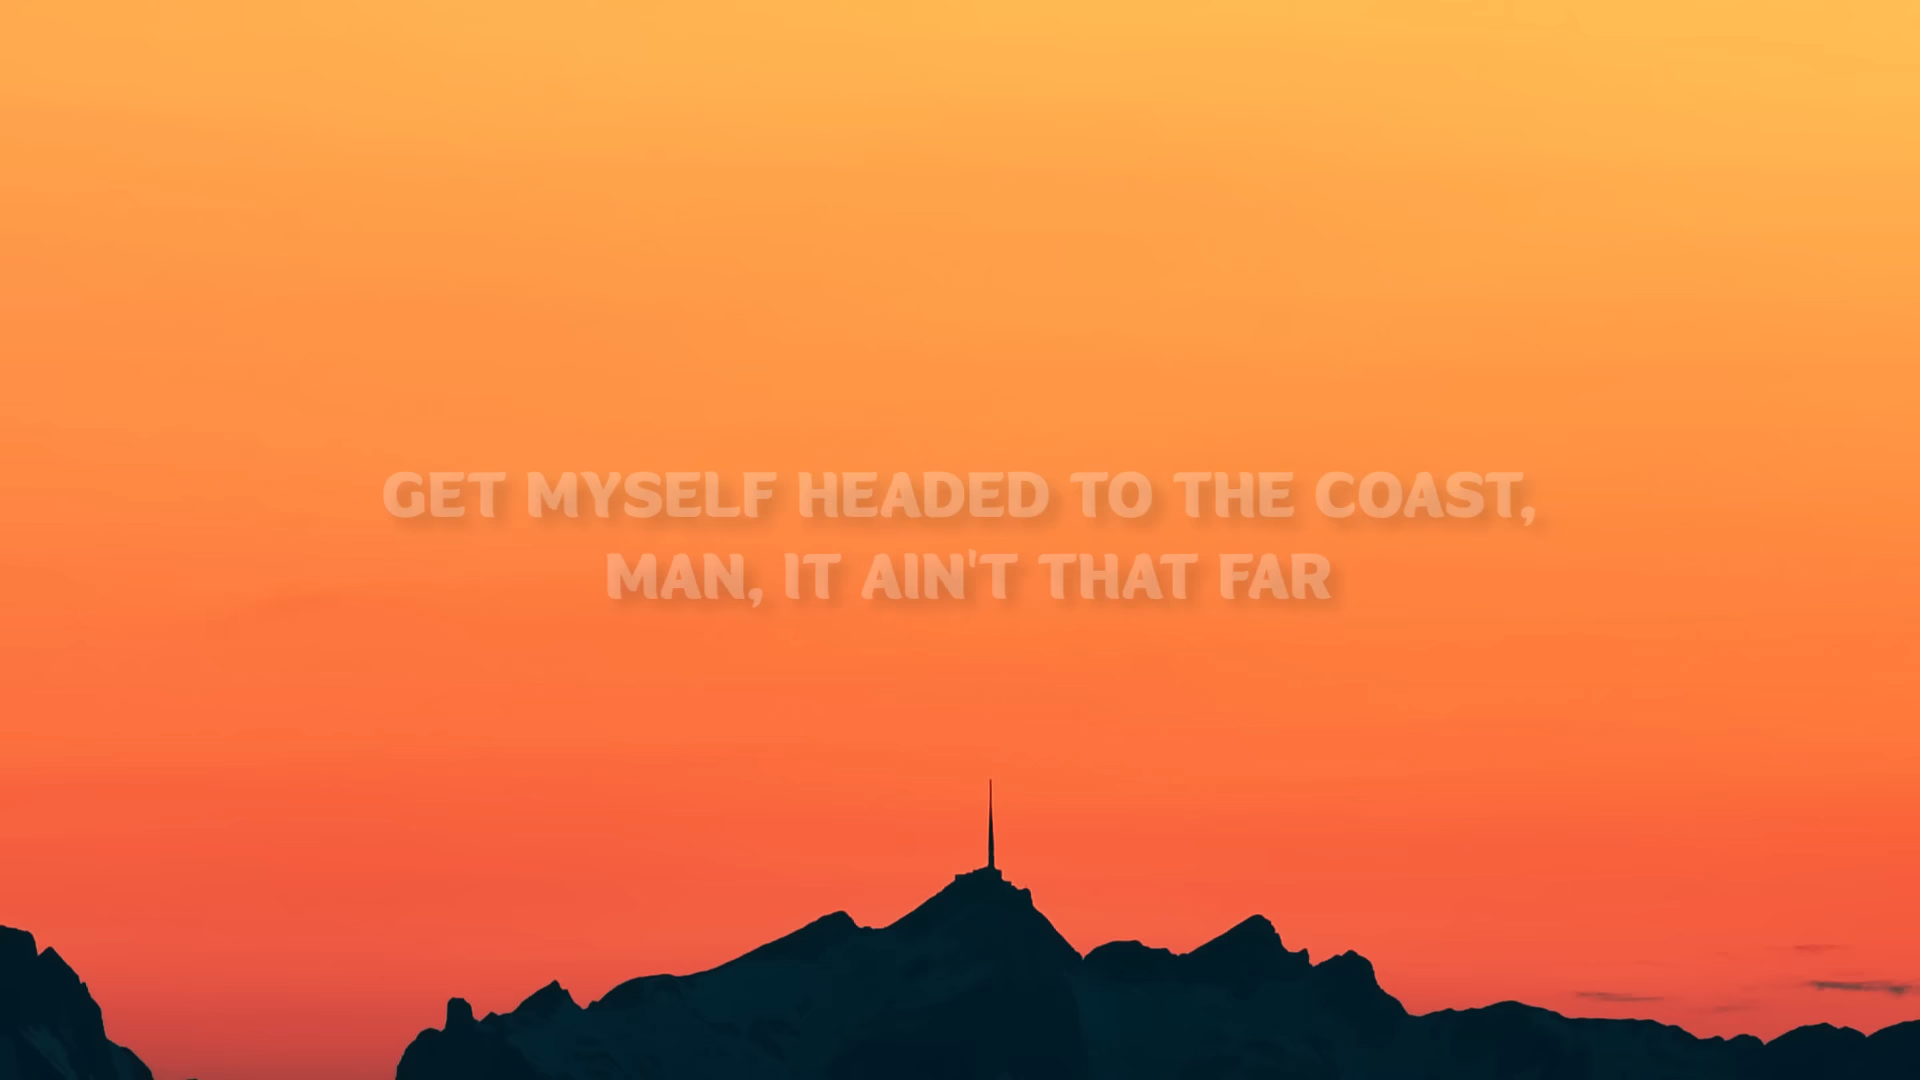 GET MYSELF HEADED TO THE COAST,
MAN, IT AIN'T THAT FAR